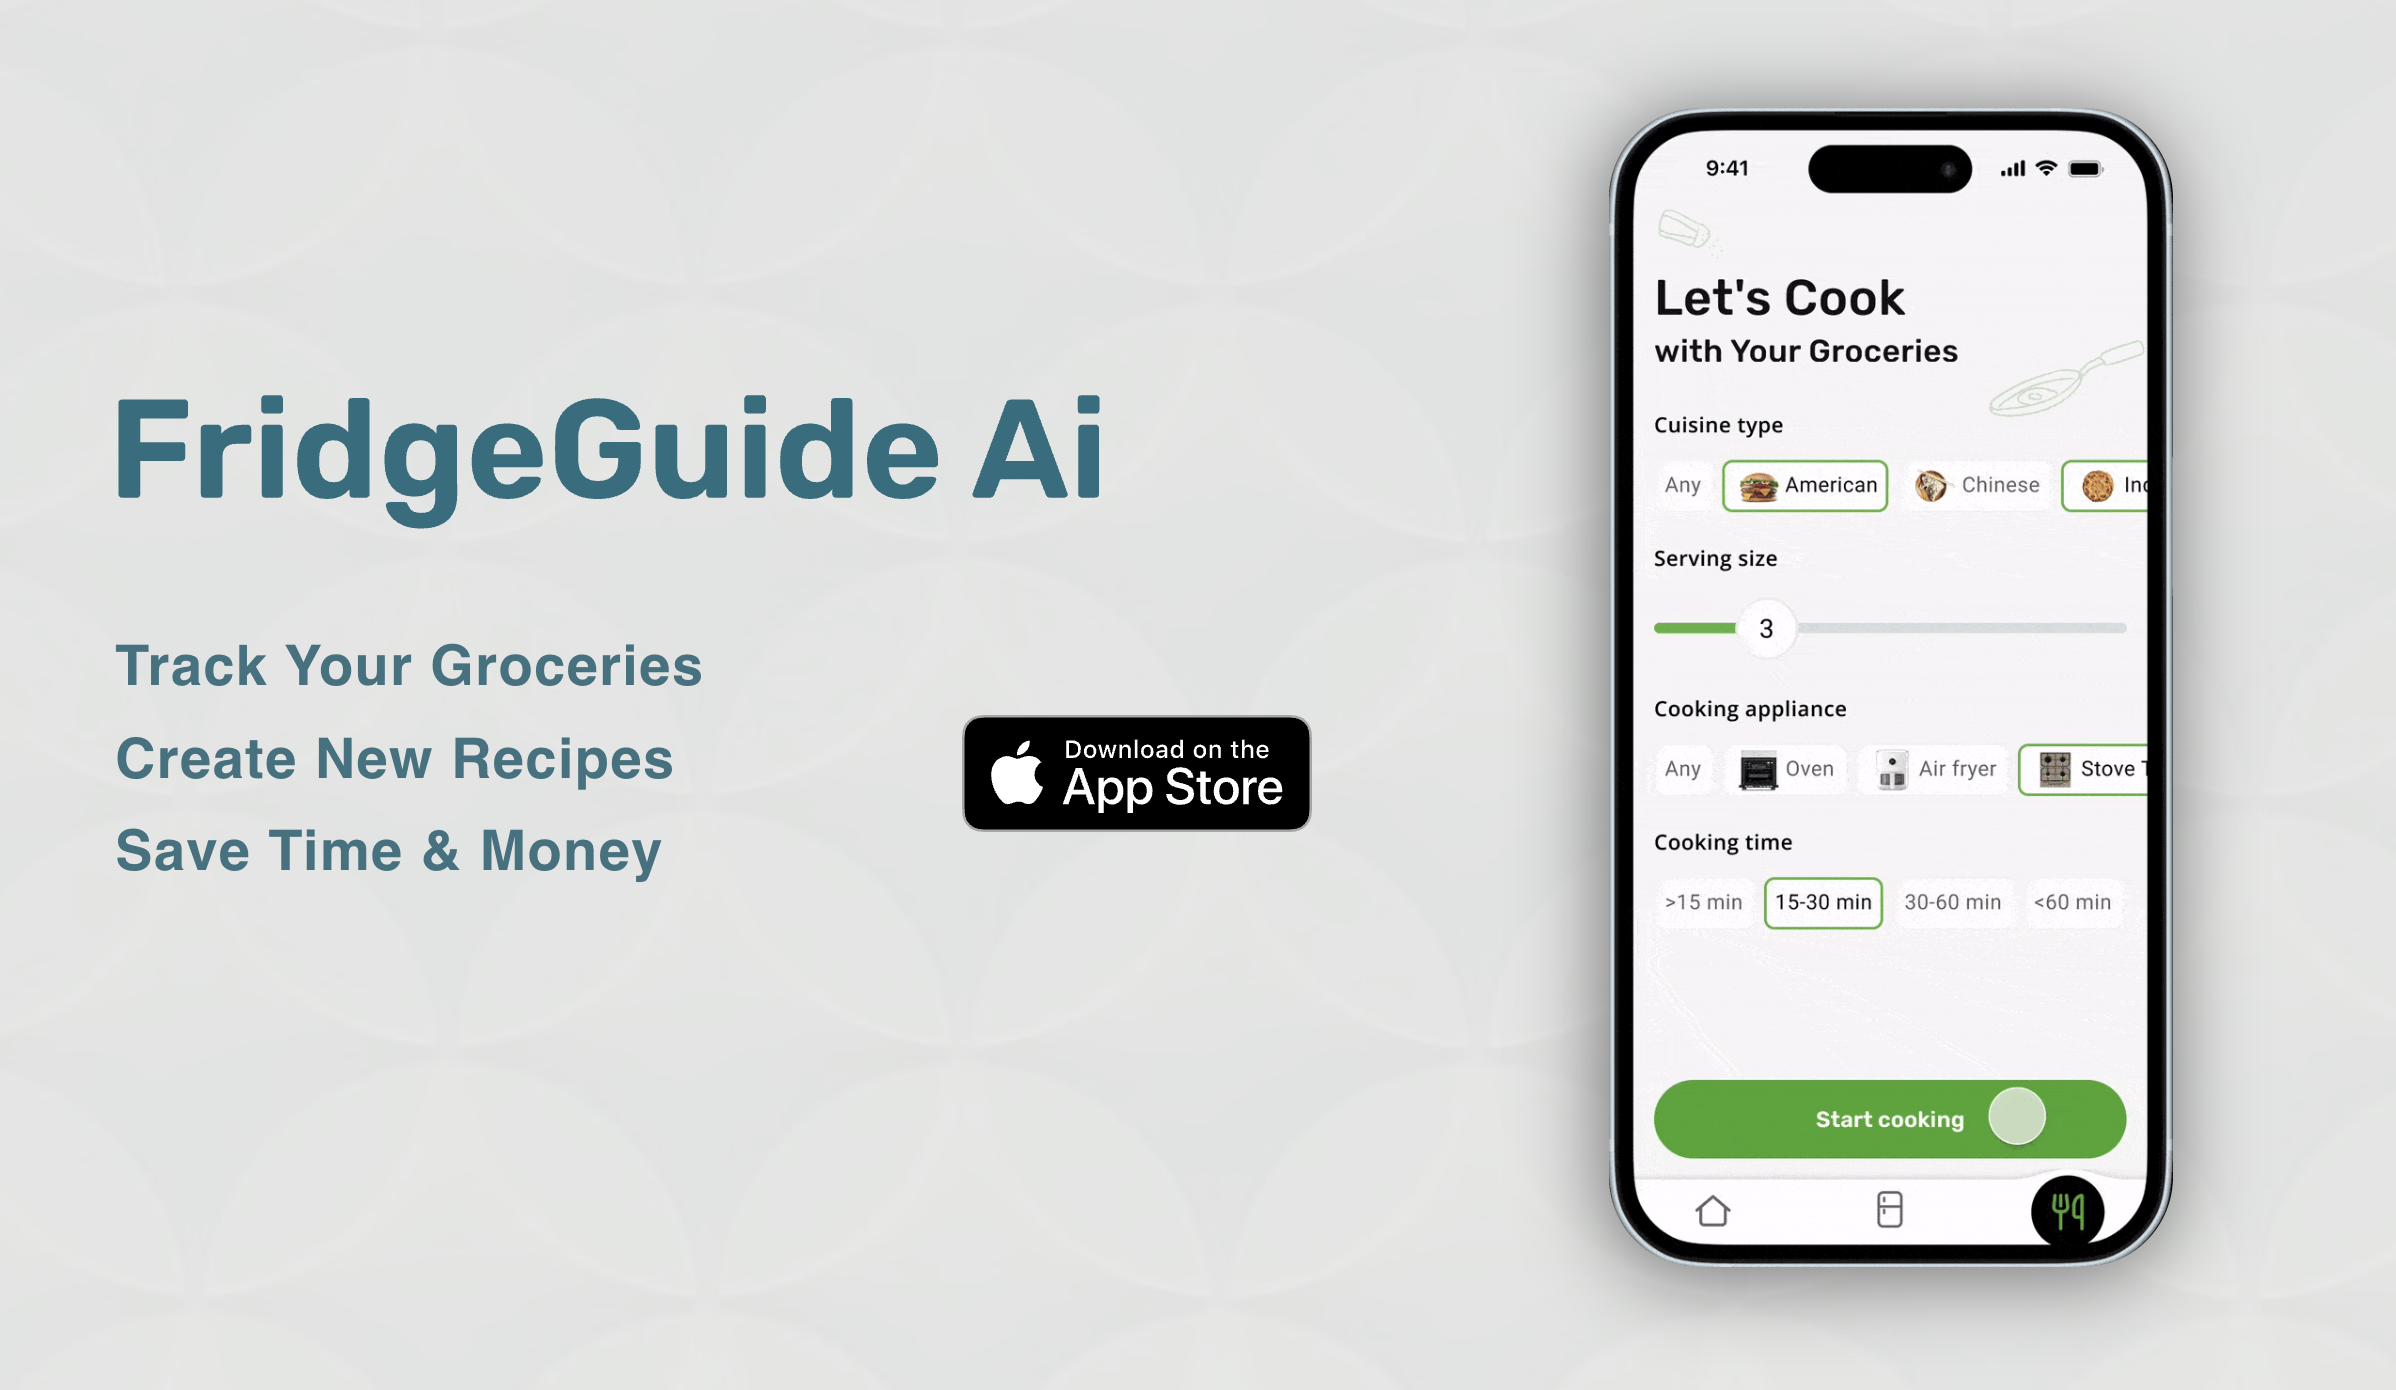 FridgeGuide Ai
Track Your Groceries
Create New Recipes
Save Time & Money
Download on the
App Store
9:41
Let's Cook
with Your Groceries
Cuisine type
Any American Chinese
Serving size
3
Cooking appliance
Any Oven Air fryer Stove
Cooking time
>15 min 15-30 min 30-60 min <60 min
Start cooking